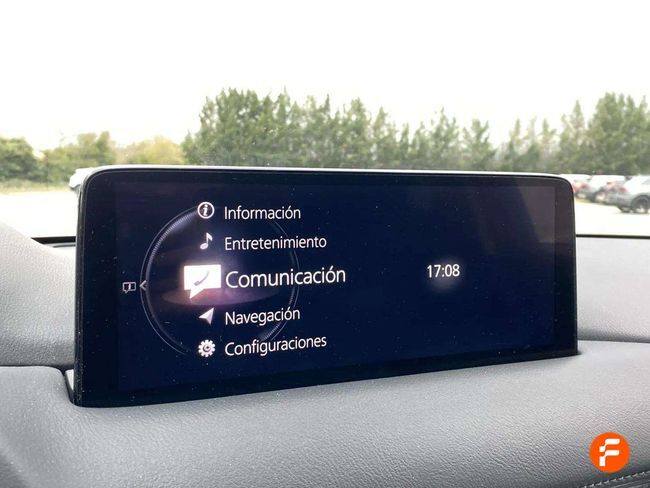 Información
Entretenimiento
Comunicación
17:08
Navegación
Configuraciones